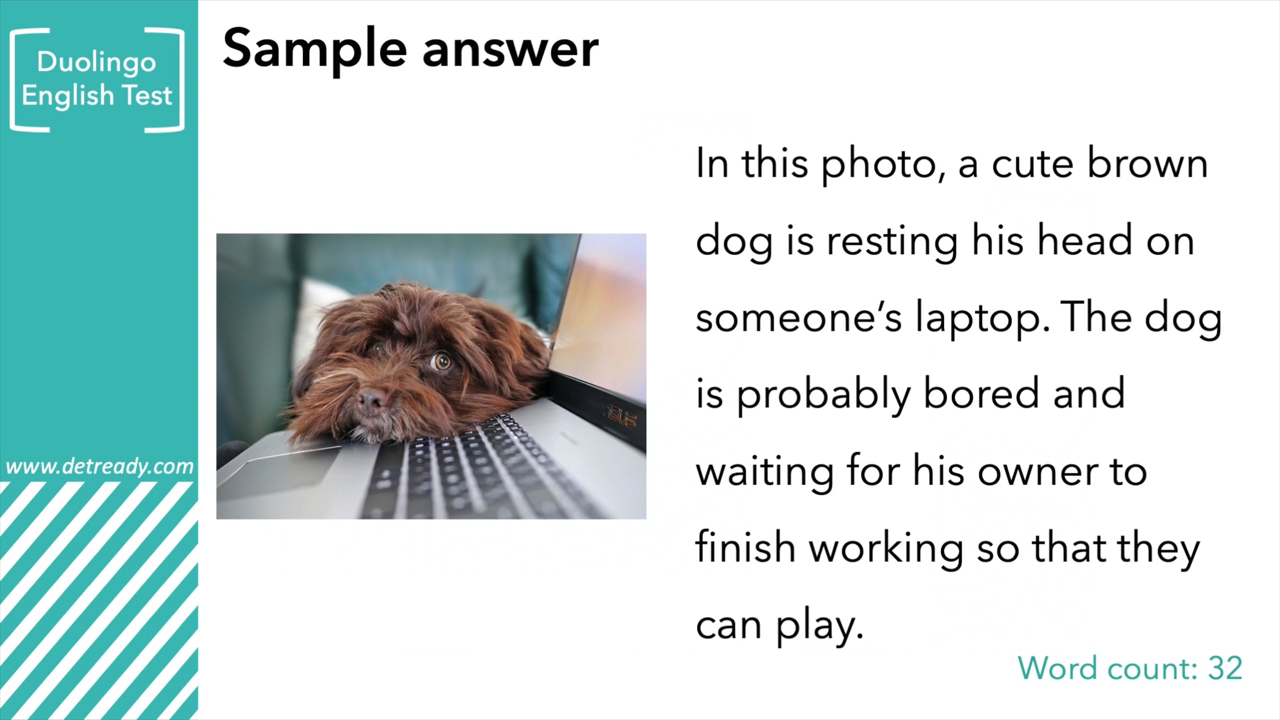 Duolingo
English Test
Sample answer
In this photo, a cute brown
dog is resting his head on
someone’s laptop. The dog
is probably bored and
waiting for his owner to
finish working so that they
can play.
www.detready.com
Word count: 32